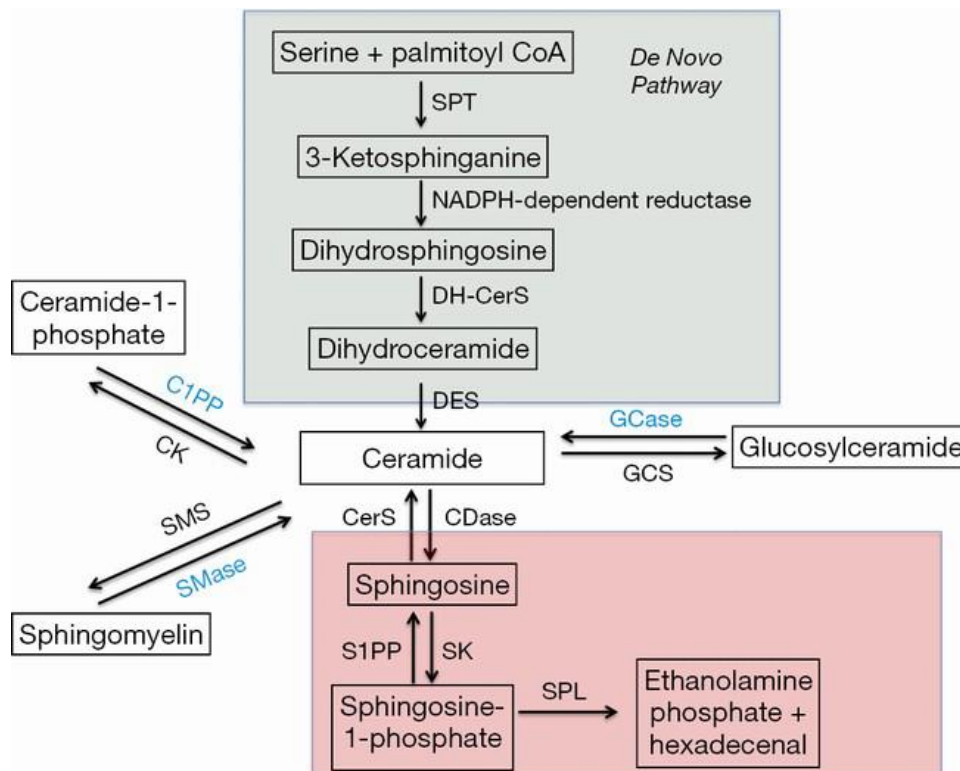 Serine + palmitoyl CoA
De Novo
Pathway
SPT
3-Ketosphinganine
NADPH-dependent reductase
Dihydrosphingosine
DH-CerS
Dihydroceramide
DES
Ceramide-1-
phosphate
C1PP
CK
Ceramide
GCase
GCS
Glucosylceramide
SMS
SMase
Sphingomyelin
CerS
CDase
Sphingosine
S1PP
SK
Sphingosine-
1-phosphate
SPL
Ethanolamine
phosphate +
hexadecenal